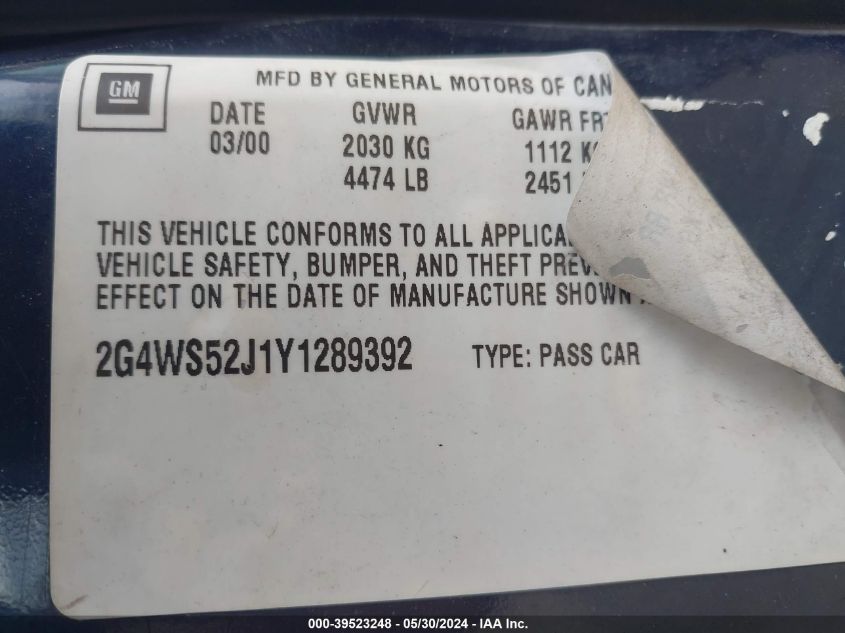 GM
MFD BY GENERAL MOTORS OF CAN
DATE GVWR GAWR FRT
03/00 2030 KG 1112 KG
4474 LB 2451
THIS VEHICLE CONFORMS TO ALL APPLICA
VEHICLE SAFETY, BUMPER, AND THEFT PREV
EFFECT ON THE DATE OF MANUFACTURE SHOWN
2G4WS52J1Y1289392 TYPE: PASS CAR
000-39523248 - 05/30/2024 - IAA Inc.